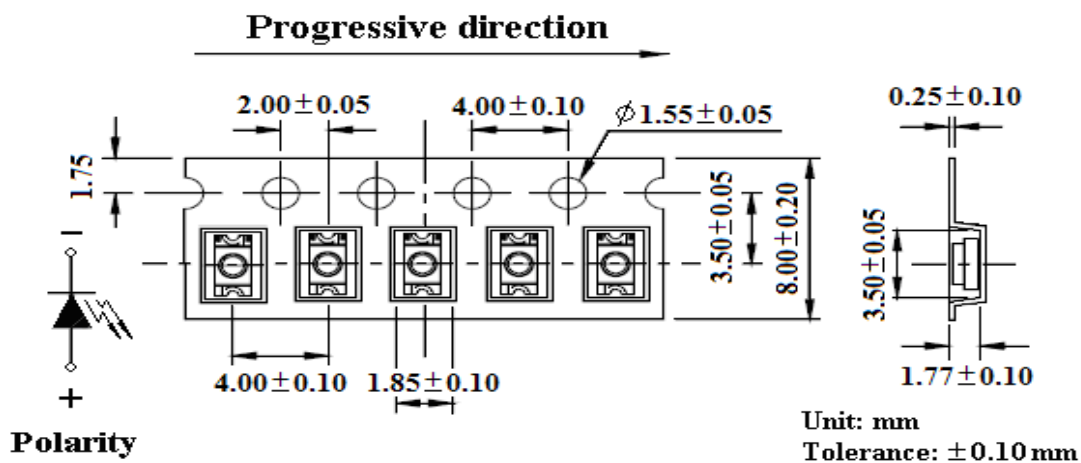 Progressive direction
2.00±0.05
4.00±0.10
ϕ1.55±0.05
0.25±0.10
1.75
3.50±0.05
8.00±0.20
3.50±0.05
−
+
Polarity
4.00±0.10
1.85±0.10
1.77±0.10
Unit: mm
Tolerance: ±0.10mm